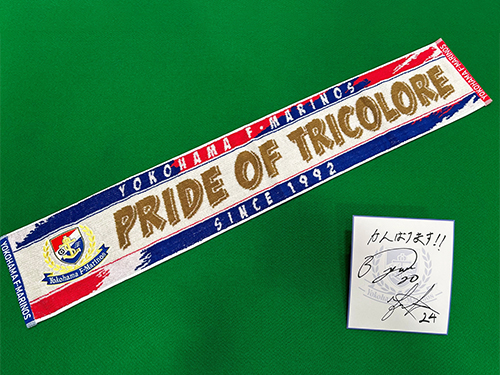 YOKOHAMA F・MARINOS
PRIDE OF TRICOLORE
SINCE 1992
YOKOHAMA F・MARINOS
Yokohama F・Marinos
YOKOHAMA F・MARINOS
がんばります!!
20
24